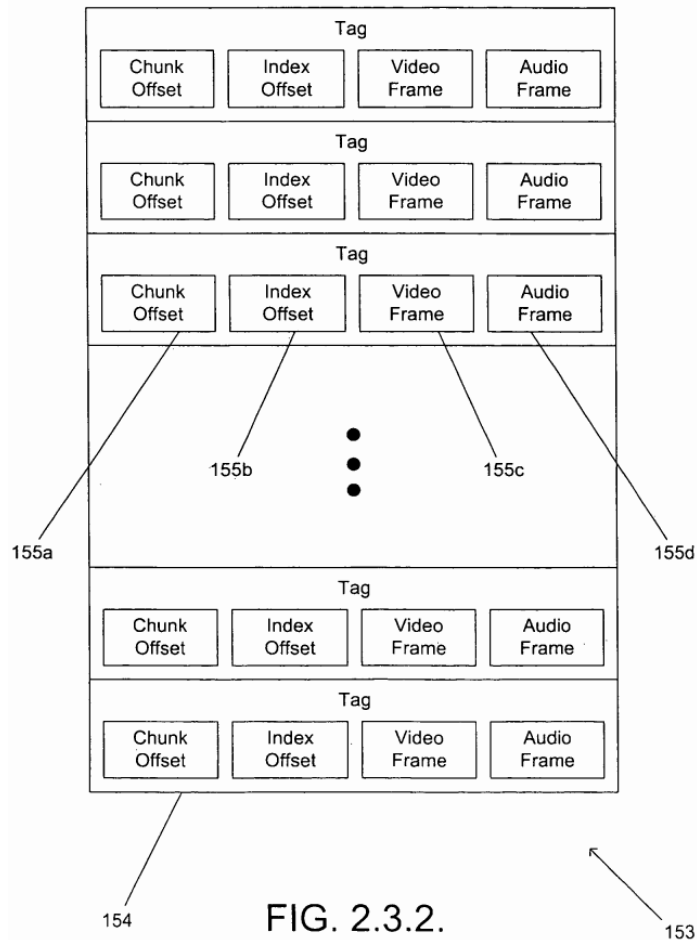 Tag
Chunk Offset
Index Offset
Video Frame
Audio Frame
Tag
Chunk Offset
Index Offset
Video Frame
Audio Frame
Tag
Chunk Offset
Index Offset
Video Frame
Audio Frame
155b
155c
155a
155d
Tag
Chunk Offset
Index Offset
Video Frame
Audio Frame
Tag
Chunk Offset
Index Offset
Video Frame
Audio Frame
154
FIG. 2.3.2.
153